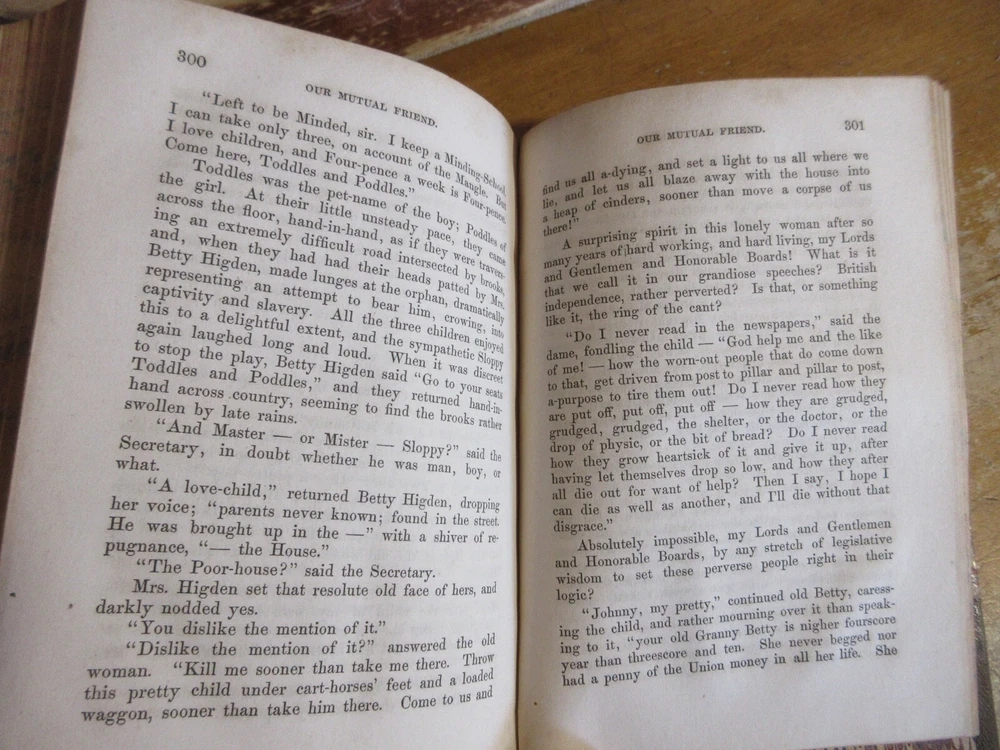 300
OUR MUTUAL FRIEND.
"Left to be Minded, sir. I keep a Minding-School.
I can take only three, on account of the Mangle. But
I love children, and Four-pence a week is Four-pence.
Come here, Toddles and Poddles."
Toddles was the pet-name of the boy; Poddles of
the girl. At their little unsteady pace, they came
across the floor, hand-in-hand, as if they were travers-
ing an extremely difficult road intersected by brooks,
and, when they had had their heads patted by Mrs.
Betty Higden, made lunges at the orphan, dramatically
representing an attempt to bear him, crowing, into
captivity and slavery. All the three children enjoyed
this to a delightful extent, and the sympathetic Sloppy
again laughed long and loud. When it was discreet
to stop the play, Betty Higden said "Go to your seats
Toddles and Poddles," and they returned hand-in-
hand across country, seeming to find the brooks rather
swollen by late rains.
"And Master — or Mister — Sloppy?" said the
Secretary, in doubt whether he was man, boy, or
what.
"A love-child," returned Betty Higden, dropping
her voice; "parents never known; found in the street.
He was brought up in the —" with a shiver of re-
pugnance, "— the House."
"The Poor-house?" said the Secretary.
Mrs. Higden set that resolute old face of hers, and
darkly nodded yes.
"You dislike the mention of it."
"Dislike the mention of it?" answered the old
woman. "Kill me sooner than take me there. Throw
this pretty child under cart-horses' feet and a loaded
waggon, sooner than take him there. Come to us and
OUR MUTUAL FRIEND.
301
find us all a-dying, and set a light to us all where we
lie, and let us all blaze away with the house into
a heap of cinders, sooner than move a corpse of us
there!"
A surprising spirit in this lonely woman after so
many years of hard working, and hard living, my Lords
and Gentlemen and Honorable Boards! What is it
that we call it in our grandiose speeches? British
independence, rather perverted? Is that, or something
like it, the ring of the cant?
"Do I never read in the newspapers," said the
dame, fondling the child — "God help me and the like
of me! — how the worn-out people that do come down
to that, get driven from post to pillar and pillar to post,
a-purpose to tire them out! Do I never read how they
are put off, put off, put off — how they are grudged,
grudged, grudged, the shelter, or the doctor, or the
drop of physic, or the bit of bread? Do I never read
how they grow heartsick of it and give it up, after
having let themselves drop so low, and how they after
all die out for want of help? Then I say, I hope I
can die as well as another, and I'll die without that
disgrace."
Absolutely impossible, my Lords and Gentlemen
and Honorable Boards, by any stretch of legislative
wisdom to set these perverse people right in their
logic?
"Johnny, my pretty," continued old Betty, caress-
ing the child, and rather mourning over it than speak-
ing to it, "your old Granny Betty is nigher fourscore
year than threescore and ten. She never begged nor
had a penny of the Union money in all her life. She